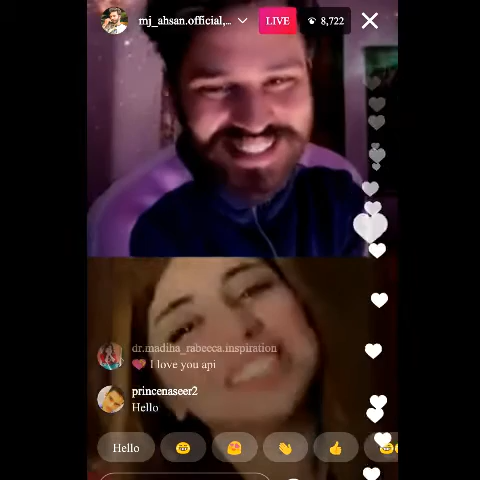 mj_ahsan.official,...
LIVE
8,722
dr.madiha_rabeeca.inspiration
❤️ I love you api
princenaseer2
Hello
Hello